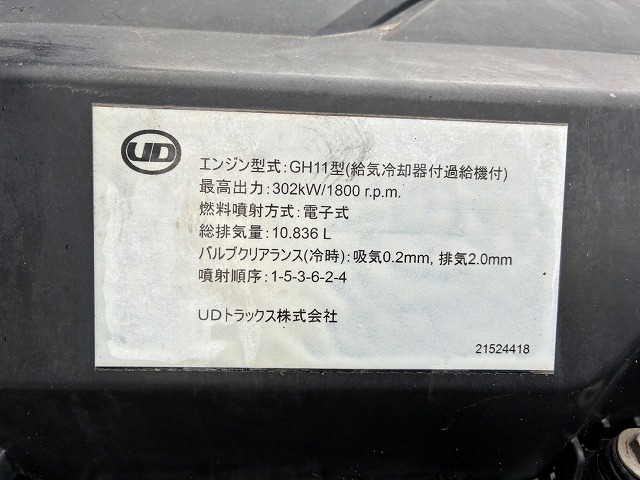 UD
エンジン型式:GH11型(給気冷却器付過給機付)
最高出力:302kW/1800 r.p.m.
燃料噴射方式:電子式
総排気量:10.836 L
バルブクリアランス(冷時):吸気0.2mm, 排気2.0mm
噴射順序:1-5-3-6-2-4
UDトラックス株式会社
21524418